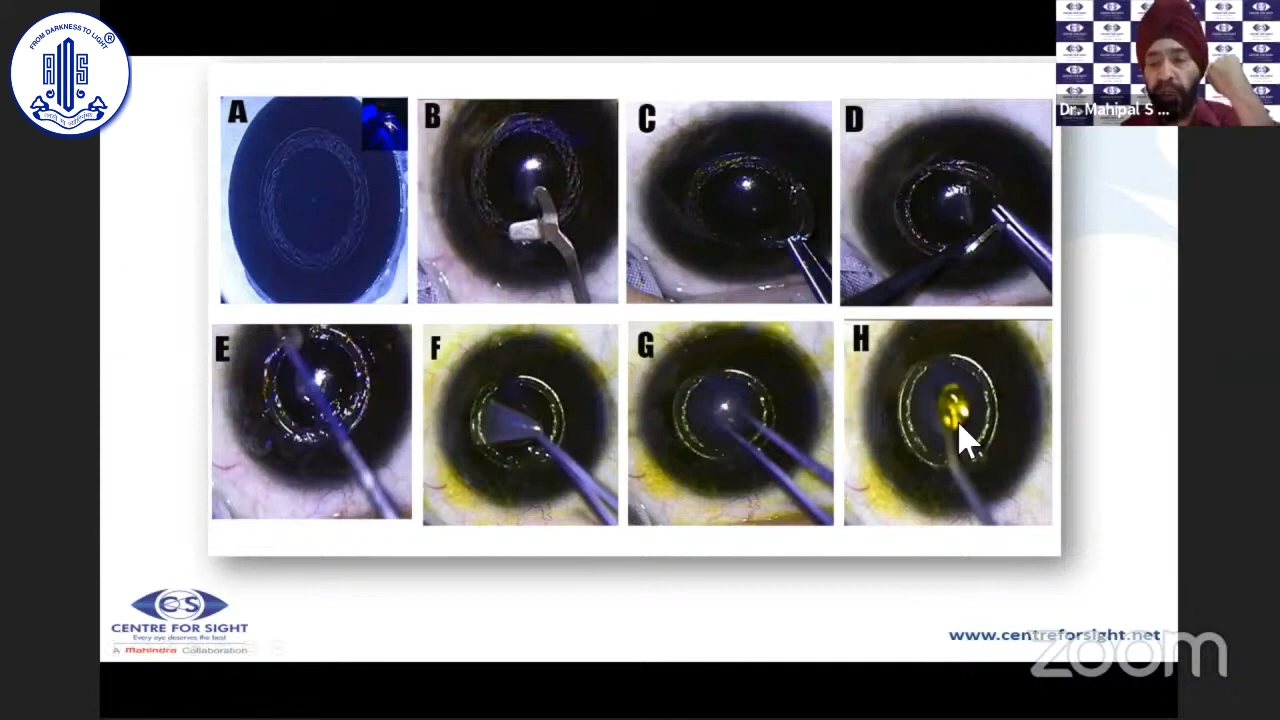 FROM DARKNESS TO LIGHT
®
AIOS
Dr. Mahipal S ...
A
B
C
D
E
F
G
H
CENTRE FOR SIGHT
Every eye deserves the best
A Mahindra Collaboration
www.centreforsight.net
zoom